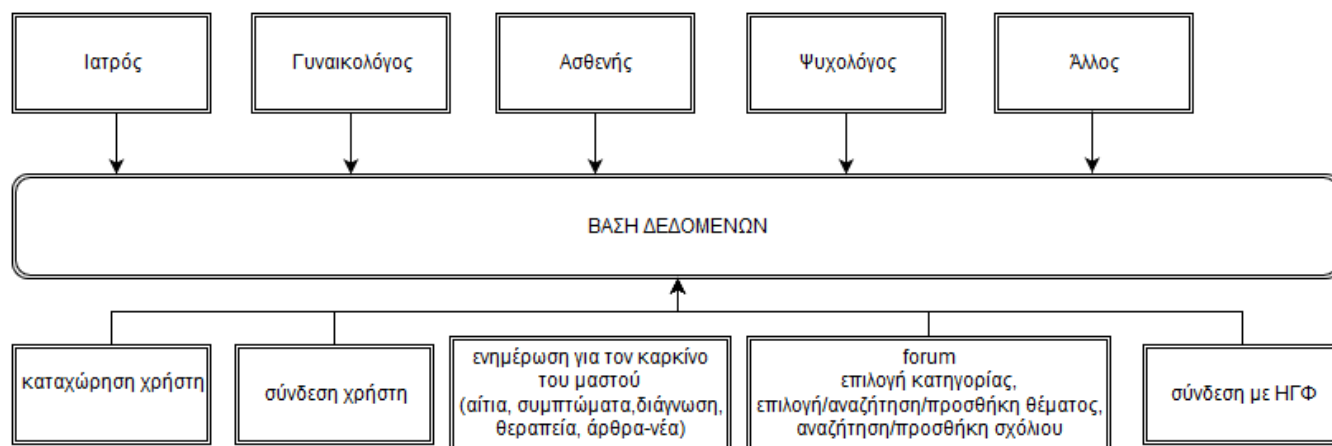 Ιατρός
Γυναικολόγος
Ασθενής
Ψυχολόγος
Άλλος
ΒΑΣΗ ΔΕΔΟΜΕΝΩΝ
καταχώρηση χρήστη
σύνδεση χρήστη
ενημέρωση για τον καρκίνο
του μαστού
(αίτια, συμπτώματα,διάγνωση,
θεραπεία, άρθρα-νέα)
forum
επιλογή κατηγορίας,
επιλογή/αναζήτηση/προσθήκη θέματος,
αναζήτηση/προσθήκη σχόλιου
σύνδεση με ΗΓΦ